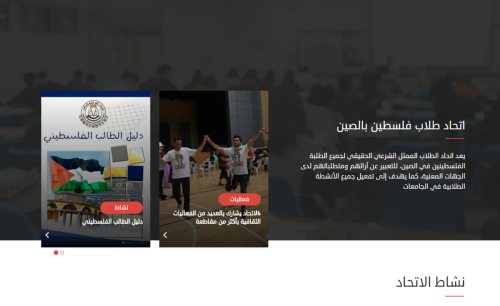 اتحاد طلاب فلسطين بالصين
يعد اتحاد الطلاب الممثل الشرعي الحقيقي لجميع الطلبة
الفلسطينين في الصين، للتعبير عن آرائهم ومتطلباتهم لدى
الجهات المعنية، كما يهدف إلى تفعيل جميع الأنشطة
الطلابية في الجامعات
فعاليات
الاتحاد يشارك بالعديد من الفعاليات
الثقافية بأكثر من مقاطعة
دليل الطالب الفلسطيني
نشاط
دليل الطالب الفلسطيني
نشاط الاتحاد